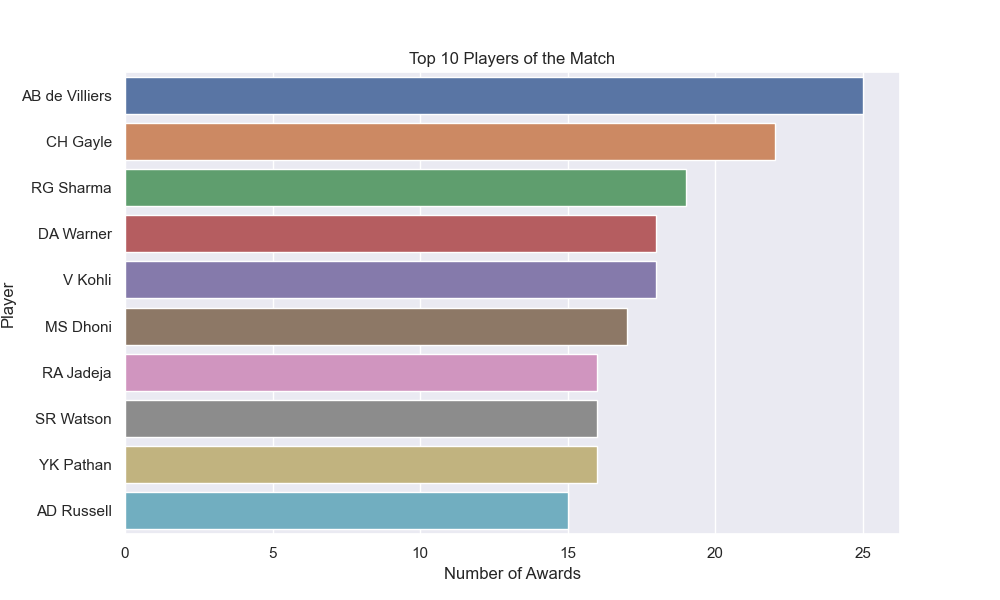 Top 10 Players of the Match
Player
AB de Villiers
CH Gayle
RG Sharma
DA Warner
V Kohli
MS Dhoni
RA Jadeja
SR Watson
YK Pathan
AD Russell
0 5 10 15 20 25
Number of Awards